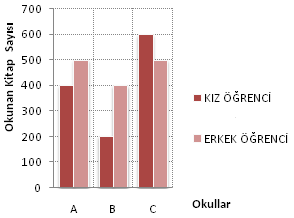 Okunan Kitap Sayısı
700
600
500
400
300
200
100
0
A B C
Okullar
KIZ ÖĞRENCİ
ERKEK ÖĞRENCİ